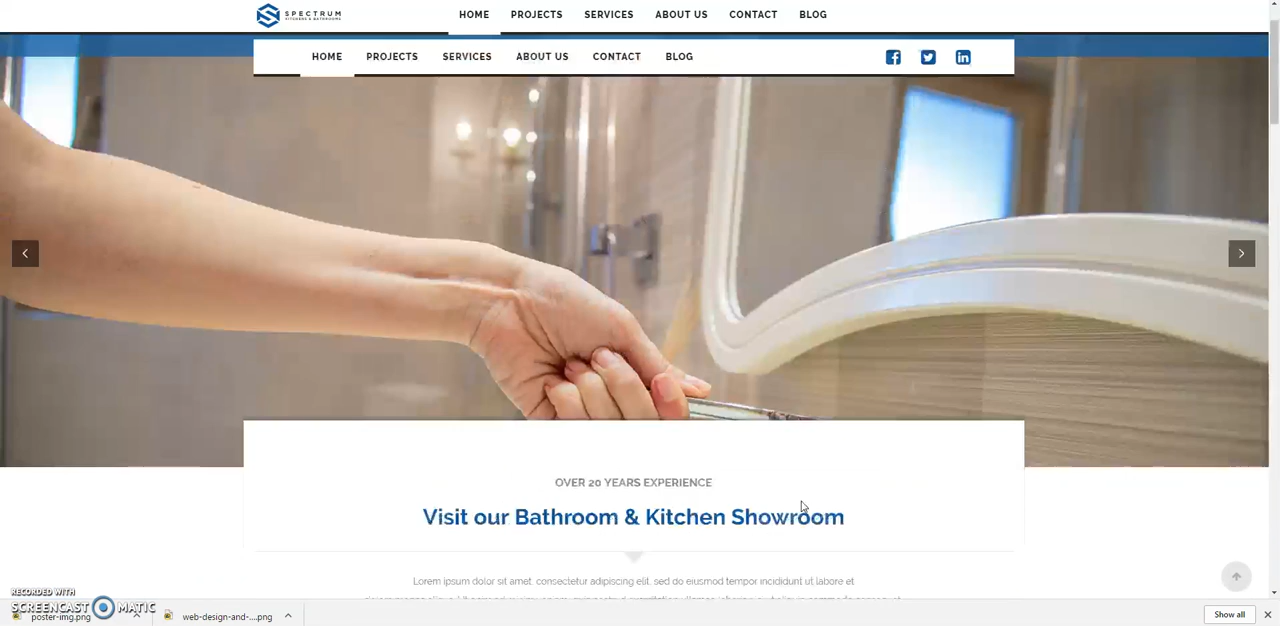 SPECTRUM
KITCHENS & BATHROOMS
HOME PROJECTS SERVICES ABOUT US CONTACT BLOG
HOME PROJECTS SERVICES ABOUT US CONTACT BLOG
OVER 20 YEARS EXPERIENCE
Visit our Bathroom & Kitchen Showroom
Lorem ipsum dolor sit amet, consectetur adipiscing elit, sed do eiusmod tempor incididunt ut labore et
RECORDED WITH
SCREENCAST MATIC
poster-img.png
web-design-and-....png
Show all